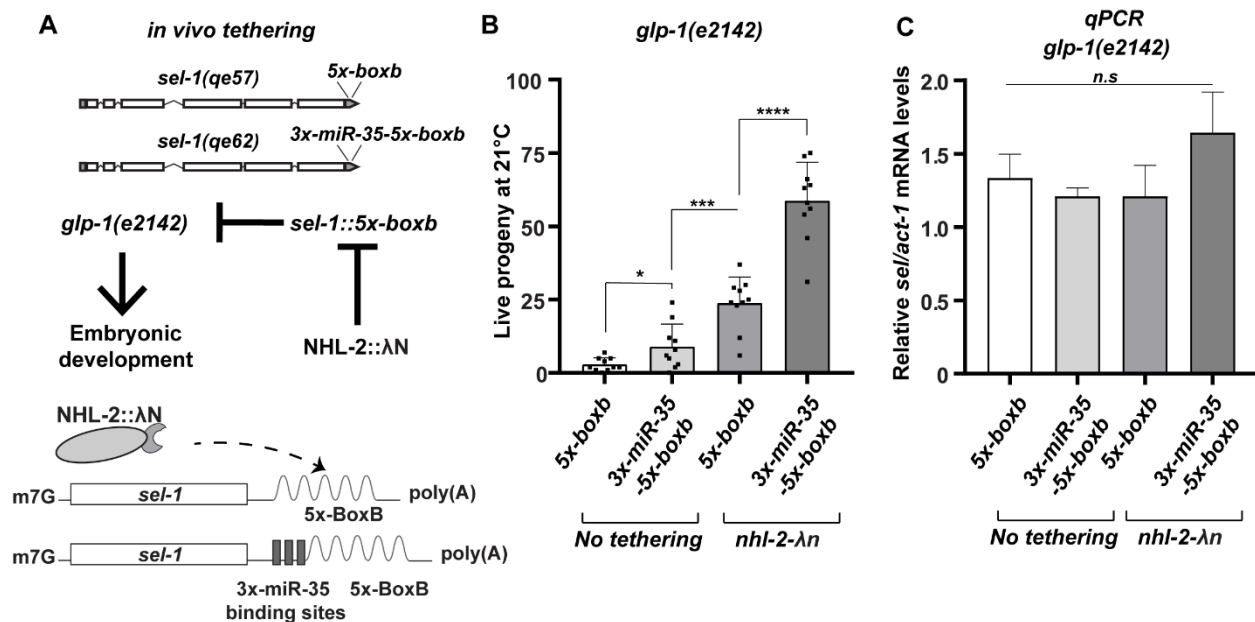 A
in vivo tethering
sel-1(qe57)
5x-boxb
sel-1(qe62)
3x-miR-35-5x-boxb
glp-1(e2142)
sel-1::5x-boxb
Embryonic
development
NHL-2::λN
NHL-2::λN
m7G
sel-1
poly(A)
5x-BoxB
m7G
sel-1
poly(A)
3x-miR-35
binding sites
5x-BoxB
B
glp-1(e2142)
Live progeny at 21°C
100
75
50
25
0
*
***
****
5x-boxb
3x-miR-35
-5x-boxb
5x-boxb
3x-miR-35
-5x-boxb
No tethering
nhl-2-λn
C
qPCR
glp-1(e2142)
Relative sel/act-1 mRNA levels
2.0
1.5
1.0
0.5
0.0
n.s
5x-boxb
3x-miR-35
-5x-boxb
5x-boxb
3x-miR-35
-5x-boxb
No tethering
nhl-2-λn